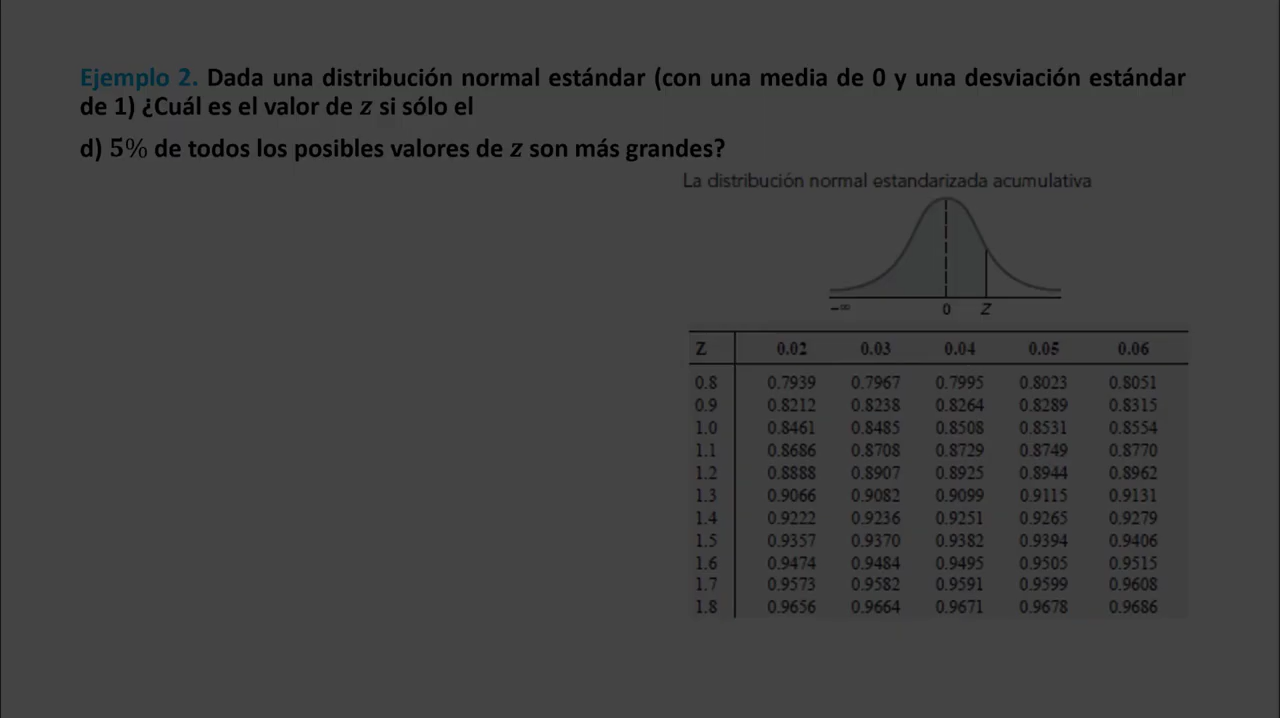 Ejemplo 2. Dada una distribución normal estándar (con una media de 0 y una desviación estándar
de 1) ¿Cuál es el valor de z si sólo el
d) 5% de todos los posibles valores de z son más grandes?
La distribución normal estandarizada acumulativa
−∞ 0 Z
Z 0.02 0.03 0.04 0.05 0.06
0.8 0.7939 0.7967 0.7995 0.8023 0.8051
0.9 0.8212 0.8238 0.8264 0.8289 0.8315
1.0 0.8461 0.8485 0.8508 0.8531 0.8554
1.1 0.8686 0.8708 0.8729 0.8749 0.8770
1.2 0.8888 0.8907 0.8925 0.8944 0.8962
1.3 0.9066 0.9082 0.9099 0.9115 0.9131
1.4 0.9222 0.9236 0.9251 0.9265 0.9279
1.5 0.9357 0.9370 0.9382 0.9394 0.9406
1.6 0.9474 0.9484 0.9495 0.9505 0.9515
1.7 0.9573 0.9582 0.9591 0.9599 0.9608
1.8 0.9656 0.9664 0.9671 0.9678 0.9686